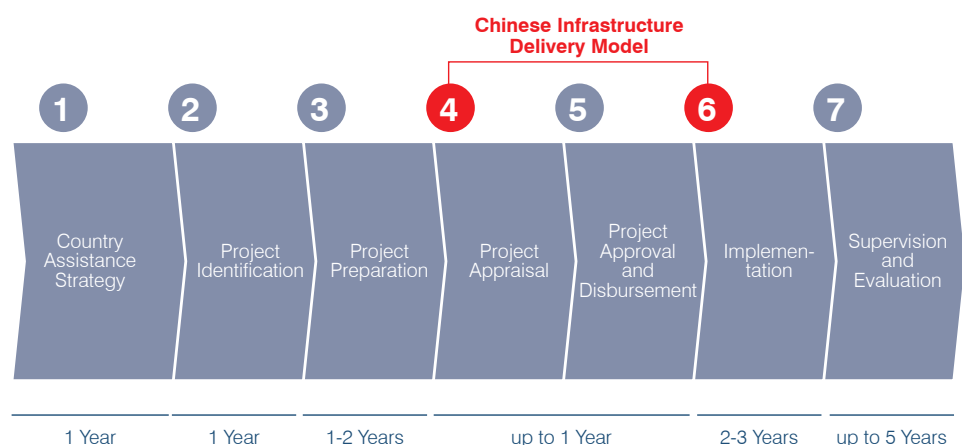 Chinese Infrastructure
Delivery Model
1
2
3
4
5
6
7
Country
Assistance
Strategy
Project
Identification
Project
Preparation
Project
Appraisal
Project
Approval
and
Disbursement
Implemen-
tation
Supervision
and
Evaluation
1 Year
1 Year
1-2 Years
up to 1 Year
2-3 Years
up to 5 Years